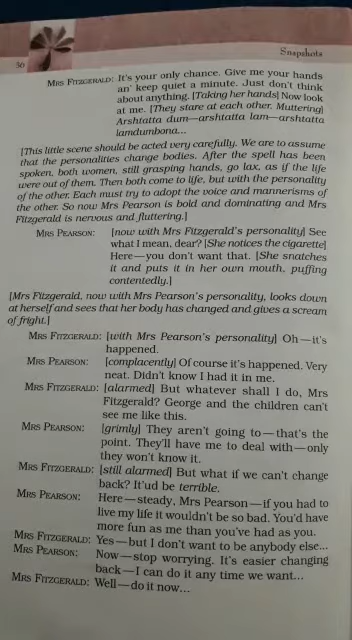 Snapshots
56
MRS FITZGERALD: It's your only chance. Give me your hands
an' keep quiet a minute. Just don't think
about anything. [Taking her hands] Now look
at me. [They stare at each other. Muttering]
Arshtatta dum—arshtatta lam—arshtatta
lamdumbona...
[This little scene should be acted very carefully. We are to assume
that the personalities change bodies. After the spell has been
spoken, both women, still grasping hands, go lax, as if the life
were out of them. Then both come to life, but with the personality
of the other. Each must try to adopt the voice and mannerisms of
the other. So now Mrs Pearson is bold and dominating and Mrs
Fitzgerald is nervous and fluttering.]
MRS PEARSON: [now with Mrs Fitzgerald's personality] See
what I mean, dear? [She notices the cigarette]
Here—you don't want that. [She snatches
it and puts it in her own mouth, puffing
contentedly.]
[Mrs Fitzgerald, now with Mrs Pearson's personality, looks down
at herself and sees that her body has changed and gives a scream
of fright.]
MRS FITZGERALD: [with Mrs Pearson's personality] Oh—it's
happened.
MRS PEARSON: [complacently] Of course it's happened. Very
neat. Didn't know I had it in me.
MRS FITZGERALD: [alarmed] But whatever shall I do, Mrs
Fitzgerald? George and the children can't
see me like this.
MRS PEARSON: [grimly] They aren't going to—that's the
point. They'll have me to deal with—only
they won't know it.
MRS FITZGERALD: [still alarmed] But what if we can't change
back? It'ud be terrible.
MRS PEARSON: Here—steady, Mrs Pearson—if you had to
live my life it wouldn't be so bad. You'd have
more fun as me than you've had as you.
MRS FITZGERALD: Yes—but I don't want to be anybody else...
MRS PEARSON: Now—stop worrying. It's easier changing
back—I can do it any time we want...
MRS FITZGERALD: Well—do it now...